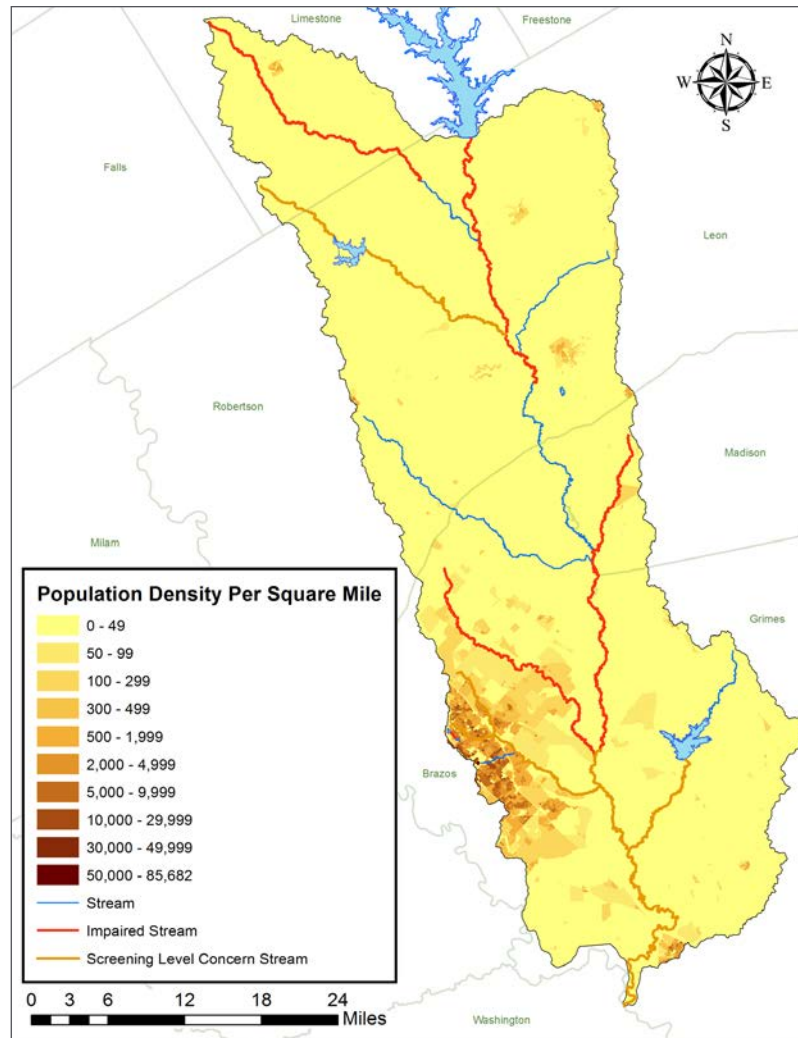 Limestone
Freestone
N
W E
S
Falls
Leon
Robertson
Madison
Milam
Grimes
Brazos
Washington
Population Density Per Square Mile
0 - 49
50 - 99
100 - 299
300 - 499
500 - 1,999
2,000 - 4,999
5,000 - 9,999
10,000 - 29,999
30,000 - 49,999
50,000 - 85,682
Stream
Impaired Stream
Screening Level Concern Stream
0 3 6 12 18 24
Miles